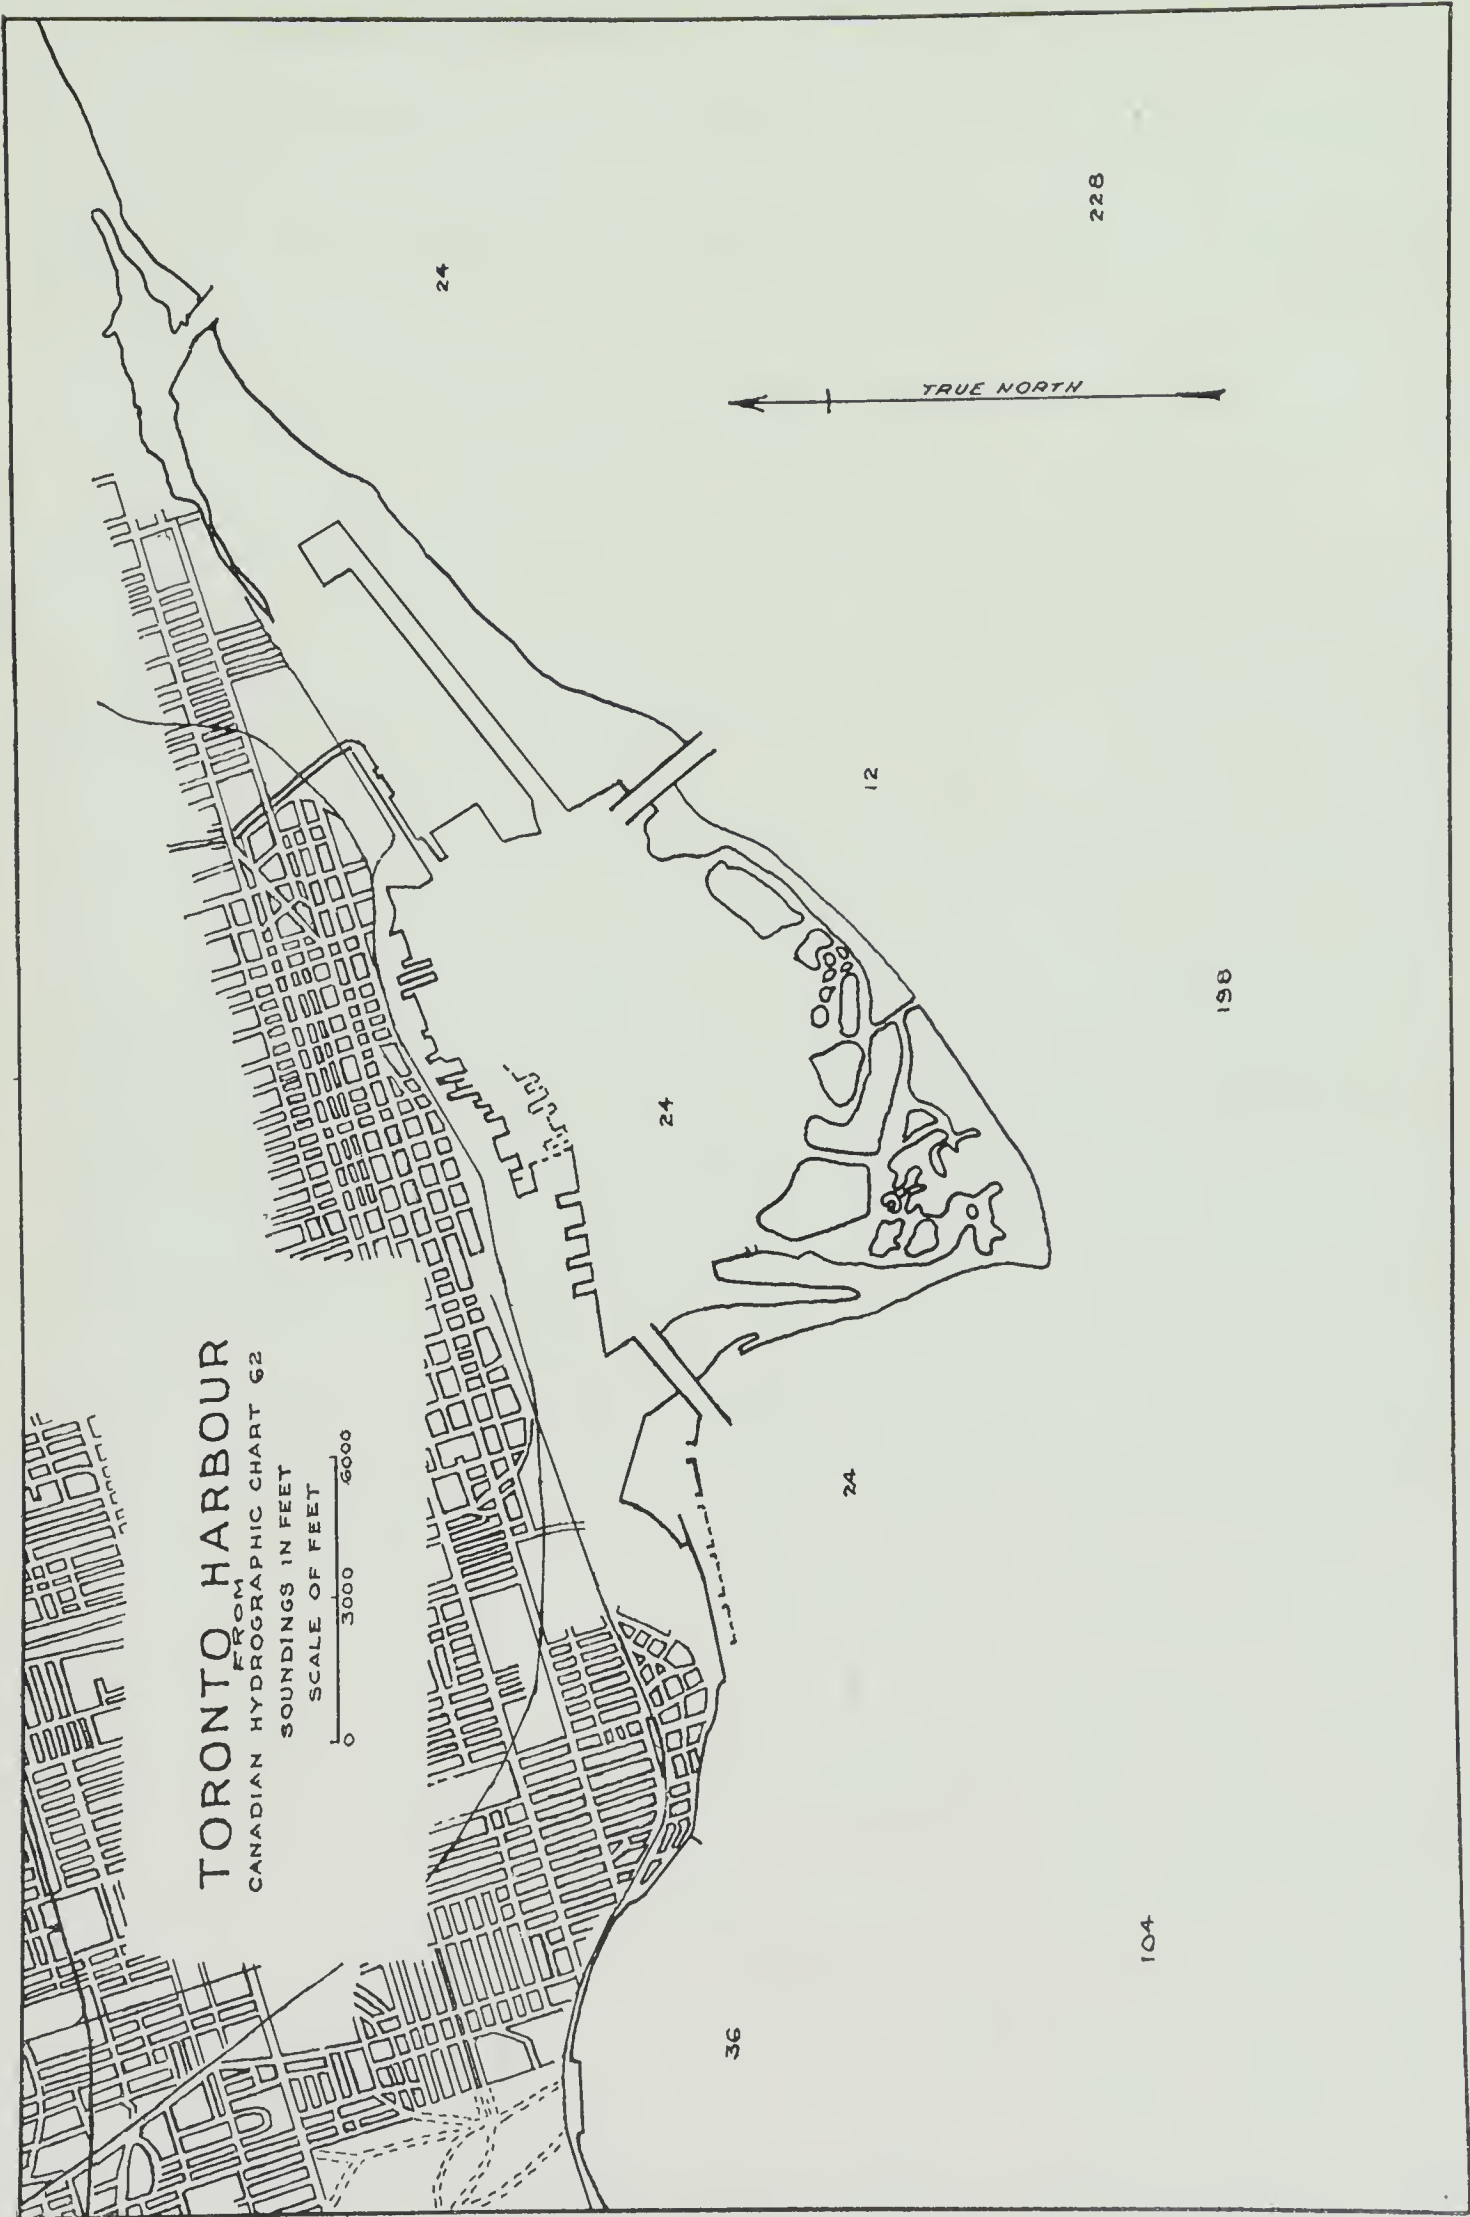 TORONTO HARBOUR
FROM
CANADIAN HYDROGRAPHIC CHART 62
SOUNDINGS IN FEET
SCALE OF FEET
0 3000 6000
TRUE NORTH
24
228
12
198
24
24
36
104